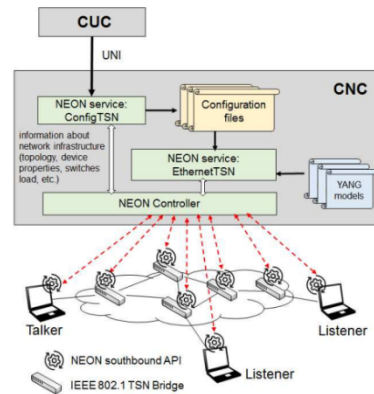 CUC
UNI
CNC
NEON service:
ConfigTSN
Configuration
files
information about
network infrastructure
(topology, device
properties, switches
load, etc.)
NEON service:
EthernetTSN
YANG
models
NEON Controller
Talker
Listener
Listener
NEON southbound API
IEEE 802.1 TSN Bridge